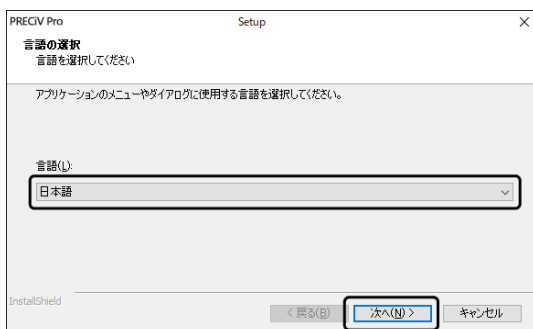 PRECiV Pro Setup
言語の選択
言語を選択してください
アプリケーションのメニューやダイアログに使用する言語を選択してください。
言語(L):
日本語
InstallShield
< 戻る(B) 次へ(N) > キャンセル